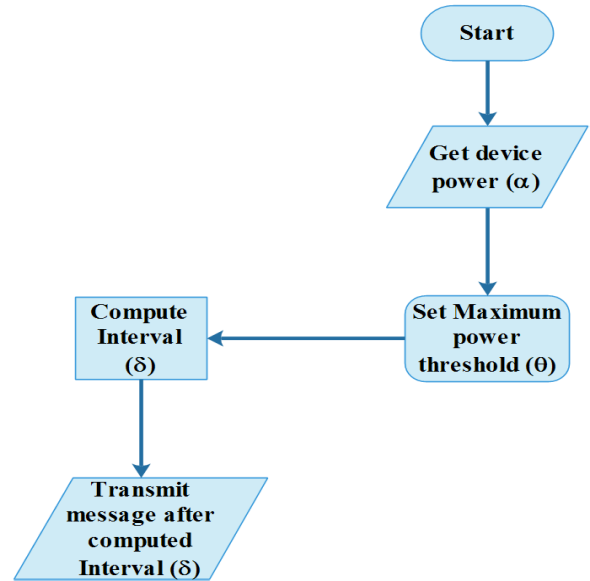 Start
Get device
power (α)
Set Maximum
power
threshold (θ)
Compute
Interval
(δ)
Transmit
message after
computed
Interval (δ)